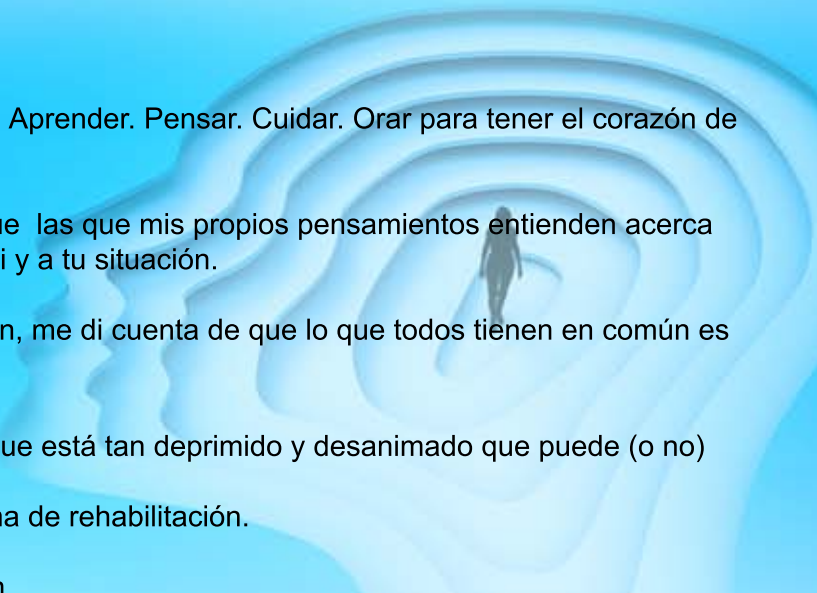 Aprender. Pensar. Cuidar. Orar para tener el corazón de
las que mis propios pensamientos entienden acerca
i y a tu situación.
n, me di cuenta de que lo que todos tienen en común es
ue está tan deprimido y desanimado que puede (o no)
a de rehabilitación.